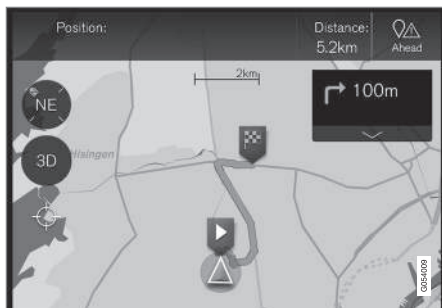 Position:
Distance:
5.2km
Ahead
2km
100m
NE
3D
Hisingen
G054009